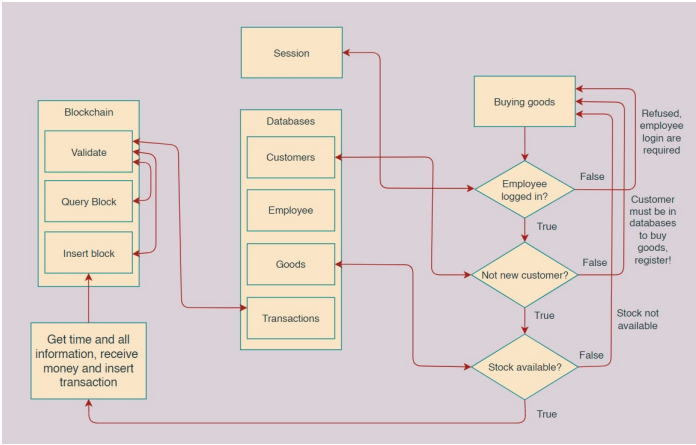 Session
Blockchain
Validate
Query Block
Insert block
Get time and all
information, receive
money and insert
transaction
Databases
Customers
Employee
Goods
Transactions
Buying goods
Employee
logged in?
False
True
Not new customer?
False
True
Stock available?
False
True
Refused,
employee
login are
required
Customer
must be in
databases
to buy
goods,
register!
Stock not
available